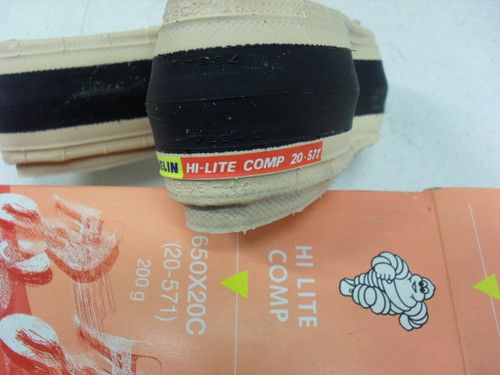 ELIN HI-LITE COMP 20-571
HI LITE
COMP
650X20C
(20-571)
200 g